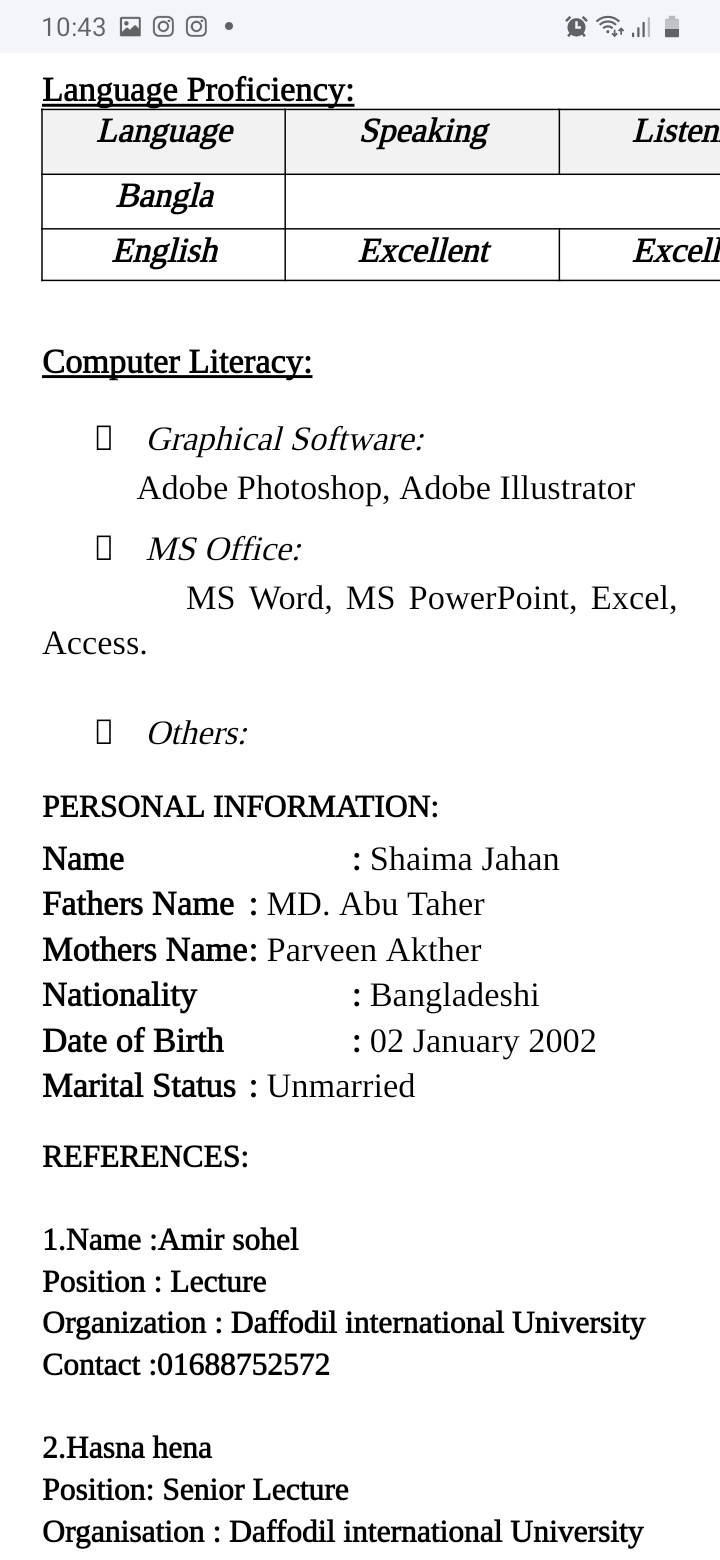 10:43
Language Proficiency:
Language Speaking Listen
Bangla
English Excellent Excell
Computer Literacy:
Graphical Software:
Adobe Photoshop, Adobe Illustrator
MS Office:
MS Word, MS PowerPoint, Excel,
Access.
Others:
PERSONAL INFORMATION:
Name : Shaima Jahan
Fathers Name : MD. Abu Taher
Mothers Name: Parveen Akther
Nationality : Bangladeshi
Date of Birth : 02 January 2002
Marital Status : Unmarried
REFERENCES:
1.Name :Amir sohel
Position : Lecture
Organization : Daffodil international University
Contact :01688752572
2.Hasna hena
Position: Senior Lecture
Organisation : Daffodil international University